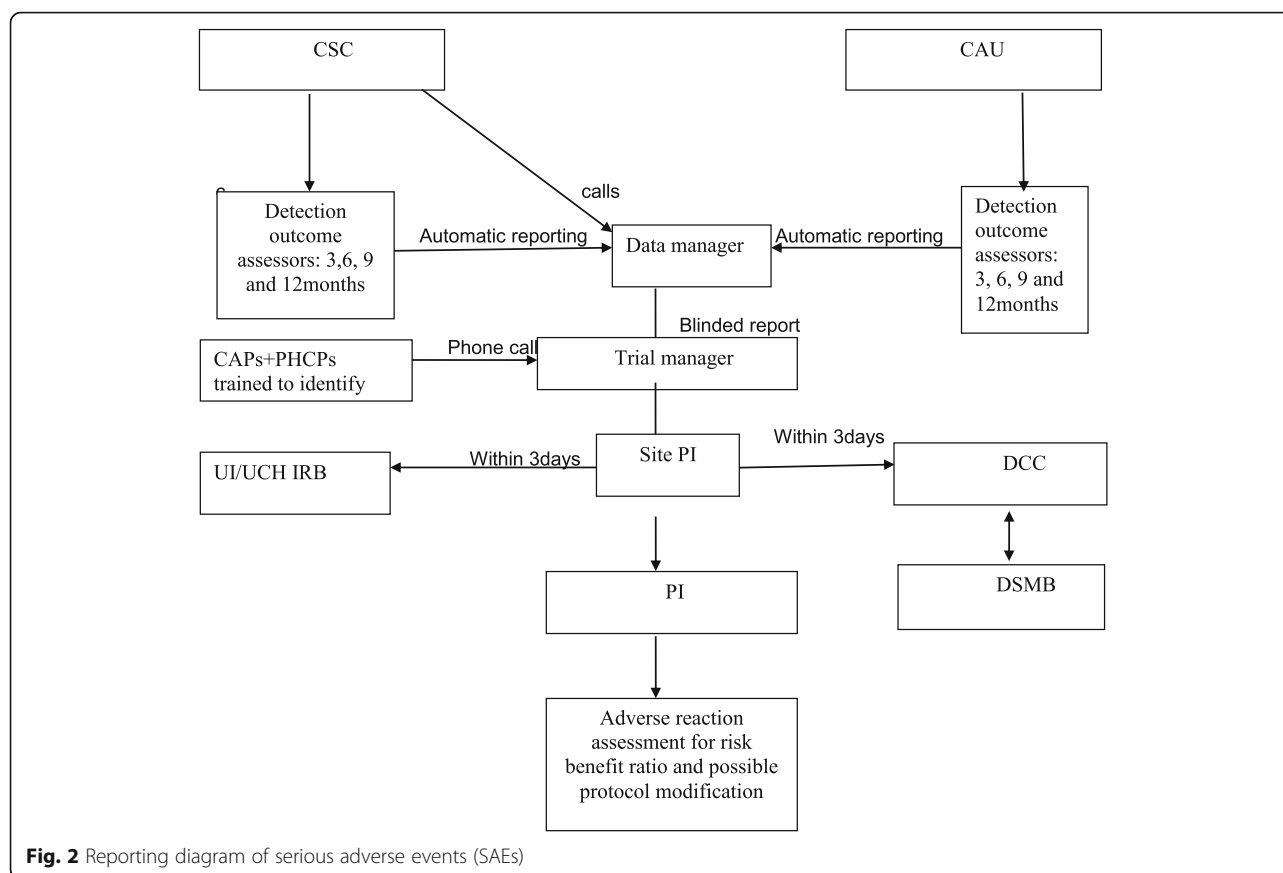 CSC
CAU
calls
Detection
outcome
assessors: 3,6, 9
and 12months
Automatic reporting
Data manager
Automatic reporting
Detection
outcome
assessors:
3, 6, 9 and
12months
Blinded report
CAPs+PHCPs
trained to identify
Phone call
Trial manager
UI/UCH IRB
Within 3days
Site PI
Within 3days
DCC
PI
DSMB
Adverse reaction
assessment for risk
benefit ratio and possible
protocol modification
Fig. 2 Reporting diagram of serious adverse events (SAEs)